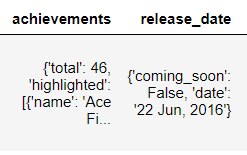 achievements release_date
{'total': 46,
'highlighted':
[{'name': 'Ace
Fi...
{'coming_soon':
False, 'date':
'22 Jun, 2016'}